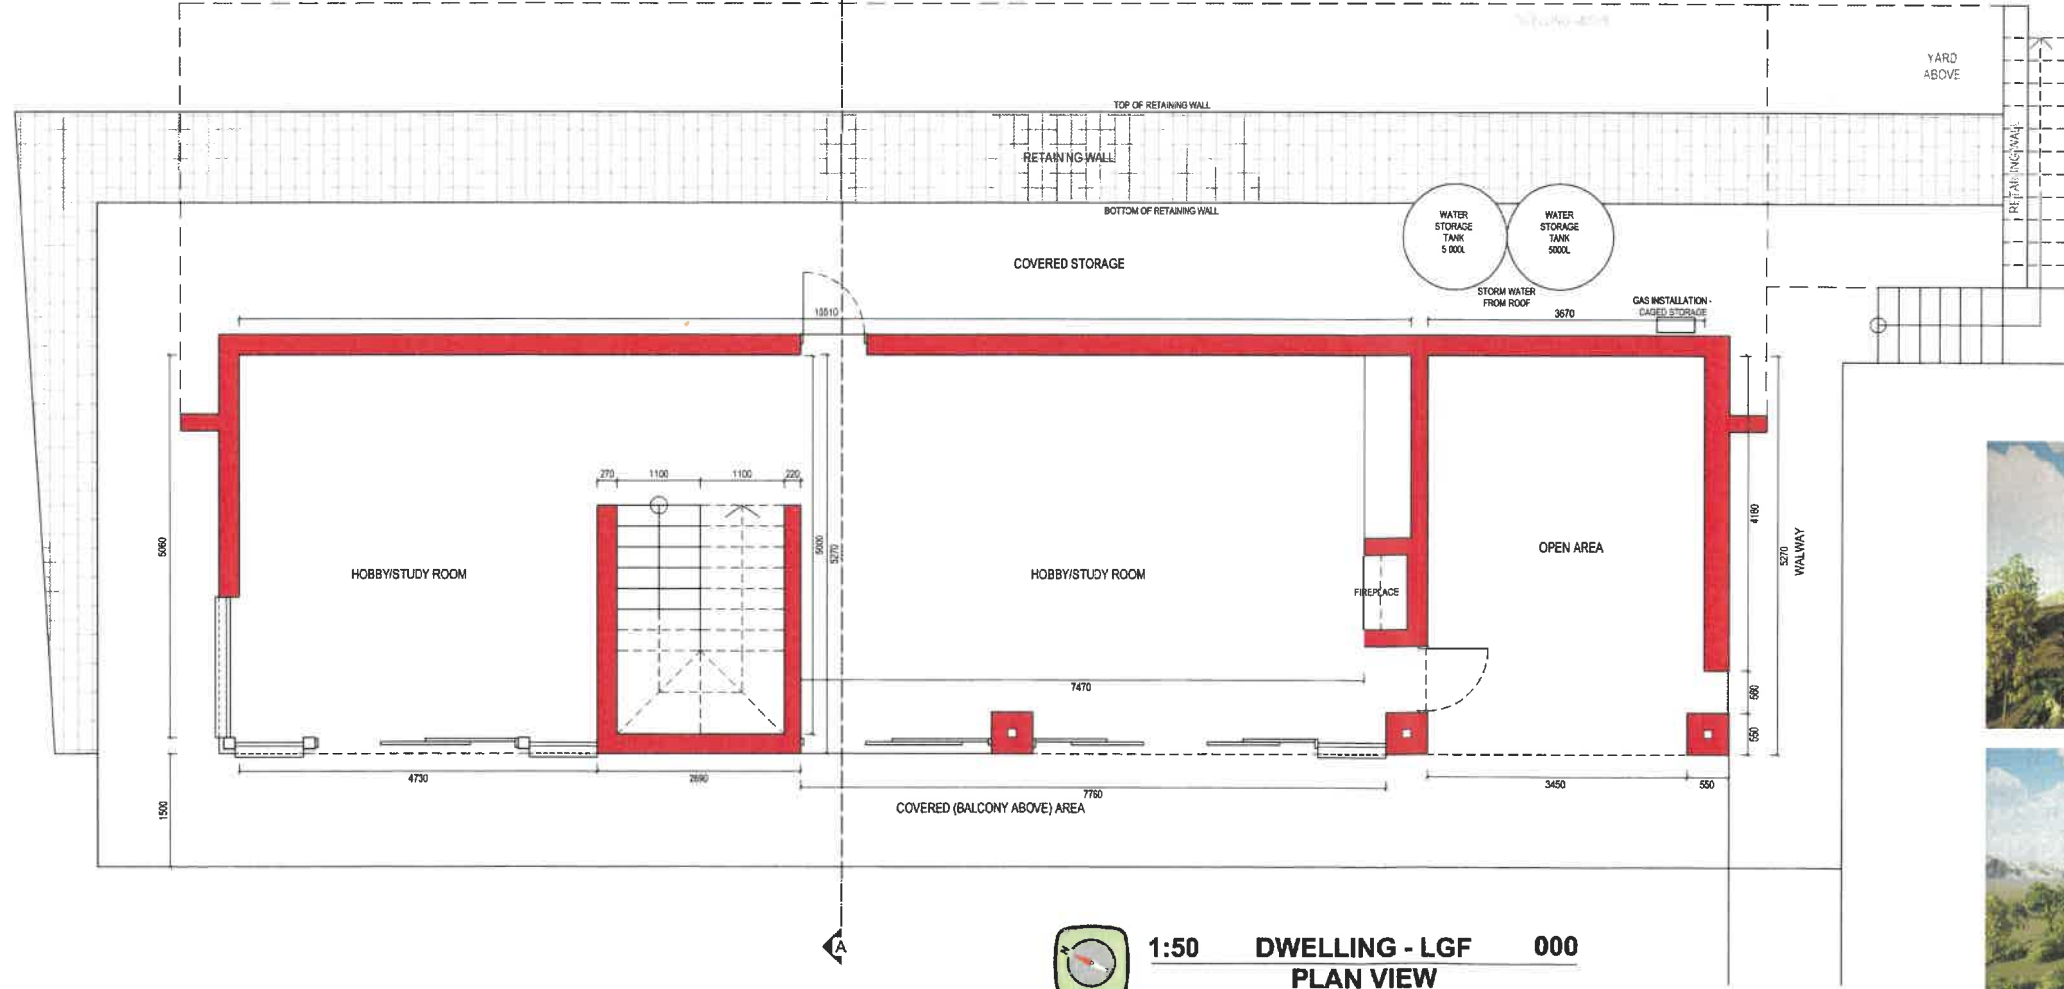 YARD
ABOVE
TOP OF RETAINING WALL
RETAINING WALL
RETAINING WALL
BOTTOM OF RETAINING WALL
WATER
STORAGE
TANK
5 000L
WATER
STORAGE
TANK
5000L
COVERED STORAGE
STORM WATER
FROM ROOF
GAS INSTALLATION -
CAGED STORAGE
3670
270
1100
1100
220
5060
5000
5270
4180
5270
WALWAY
HOBBY/STUDY ROOM
HOBBY/STUDY ROOM
OPEN AREA
FIREPLACE
7470
550
4730
2690
7760
3450
550
1500
COVERED (BALCONY ABOVE) AREA
A
N
1:50 DWELLING - LGF 000
PLAN VIEW